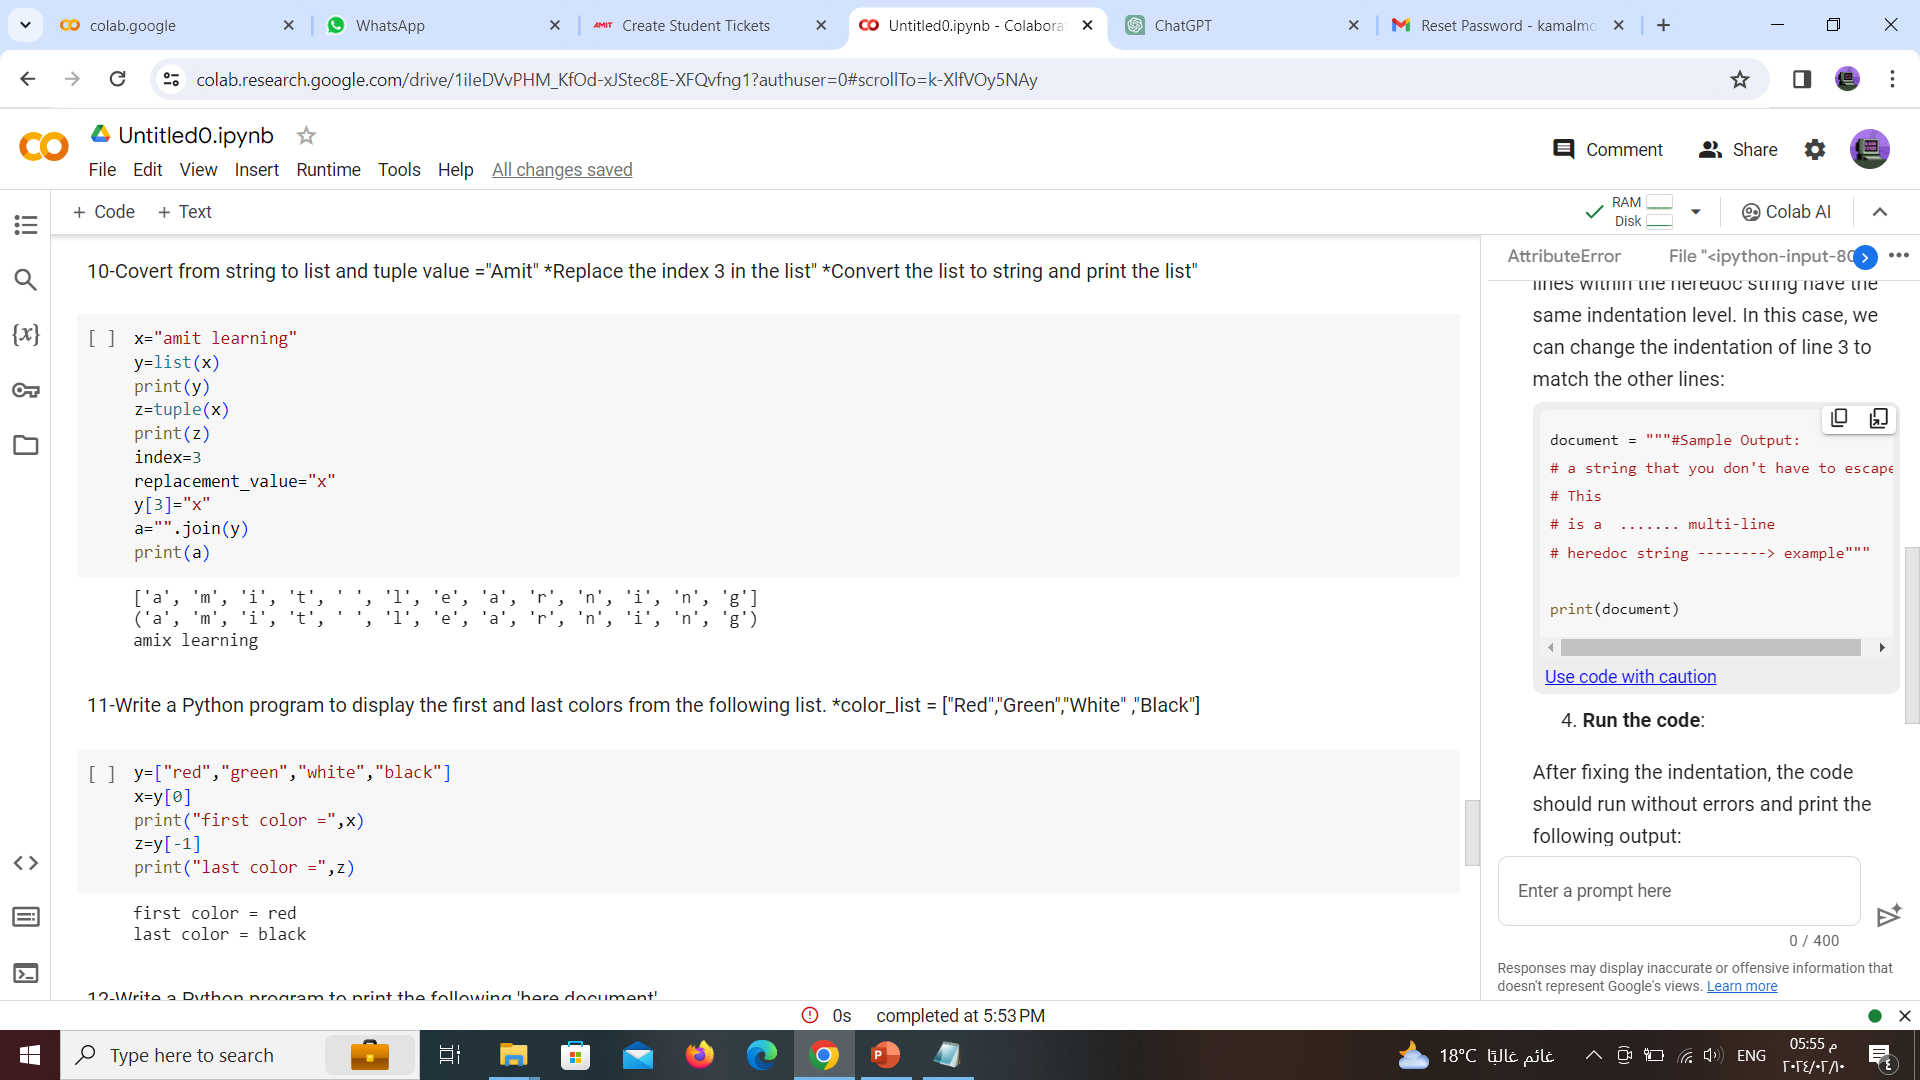 colab.google
WhatsApp
AMIT Create Student Tickets
Untitled0.ipynb - Colabora
ChatGPT
Reset Password - kamalmo
colab.research.google.com/drive/1iIeDVvPHM_KfOd-xJStec8E-XFQvfng1?authuser=0#scrollTo=k-XlfVOy5NAy
Untitled0.ipynb
File Edit View Insert Runtime Tools Help All changes saved
Comment Share
+ Code + Text
RAM
Disk
Colab AI
10-Covert from string to list and tuple value ="Amit" *Replace the index 3 in the list" *Convert the list to string and print the list"
[ ] x="amit learning"
y=list(x)
print(y)
z=tuple(x)
print(z)
index=3
replacement_value="x"
y[3]="x"
a="".join(y)
print(a)
['a', 'm', 'i', 't', ' ', 'l', 'e', 'a', 'r', 'n', 'i', 'n', 'g']
('a', 'm', 'i', 't', ' ', 'l', 'e', 'a', 'r', 'n', 'i', 'n', 'g')
amix learning
11-Write a Python program to display the first and last colors from the following list. *color_list = ["Red","Green","White" ,"Black"]
[ ] y=["red","green","white","black"]
x=y[0]
print("first color =",x)
z=y[-1]
print("last color =",z)
first color = red
last color = black
12-Write a Python program to print the following 'here document'
AttributeError File "<ipython-input-80
lines within the heredoc string have the
same indentation level. In this case, we
can change the indentation of line 3 to
match the other lines:
document = """#Sample Output:
# a string that you don't have to escape
# This
# is a ....... multi-line
# heredoc string --------> example"""
print(document)
Use code with caution
4. Run the code:
After fixing the indentation, the code
should run without errors and print the
following output:
Enter a prompt here
0 / 400
Responses may display inaccurate or offensive information that
doesn't represent Google's views. Learn more
0s completed at 5:53 PM
Type here to search
18°C غائم غالبًا
ENG
05:55 م
٢٠٢٤/٠٢/١٠
٤